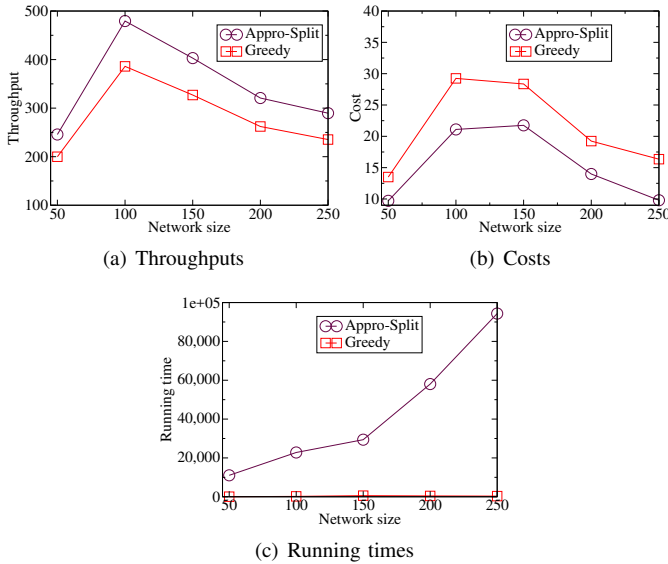 500
400
300
200
100
Throughput
Appro-Split
Greedy
50 100 150 200 250
Network size
(a) Throughputs
40
35
30
25
20
15
10
Cost
Appro-Split
Greedy
50 100 150 200 250
Network size
(b) Costs
1e+05
80,000
60,000
40,000
20,000
0
Running time
Appro-Split
Greedy
50 100 150 200 250
Network size
(c) Running times